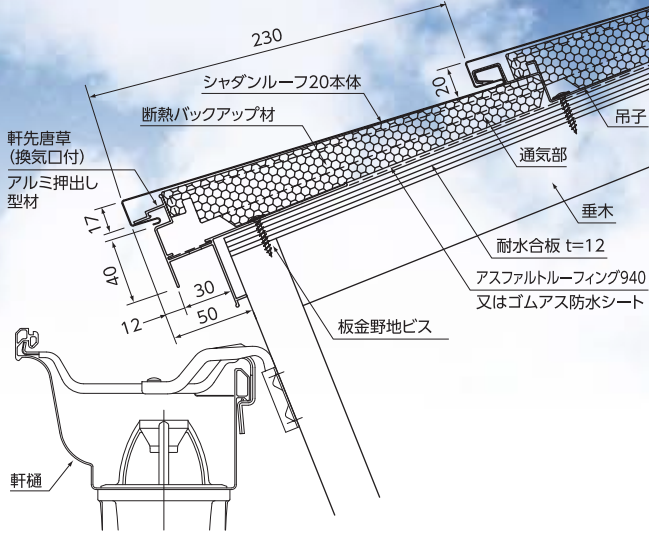 230
20
シャダンルーフ20本体
断熱バックアップ材
吊子
軒先唐草
(換気口付)
アルミ押出し
型材
通気部
垂木
17
耐水合板 t=12
40
アスファルトルーフィング940
又はゴムアス防水シート
30
12
50
板金野地ビス
軒樋